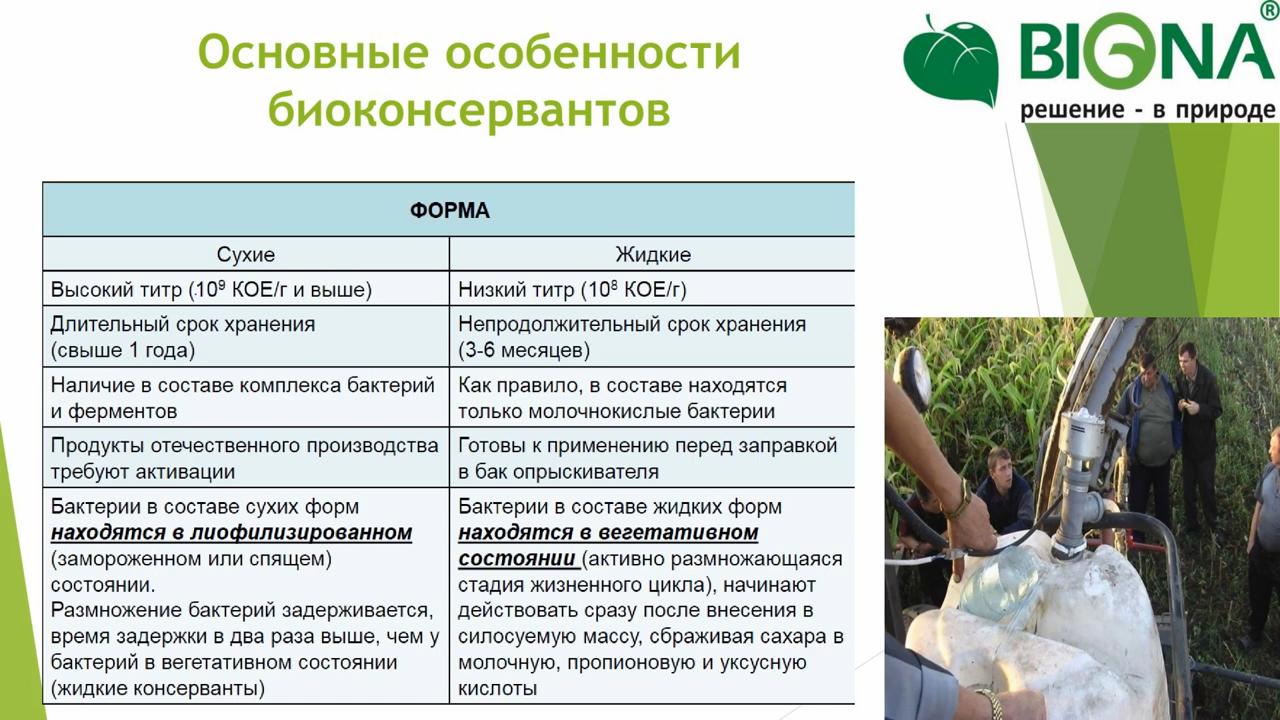 Основные особенности
биоконсервантов
BIONA®
решение - в природе
ФОРМА
Сухие
Жидкие
Высокий титр (10⁹ КОЕ/г и выше)
Низкий титр (10⁸ КОЕ/г)
Длительный срок хранения
(свыше 1 года)
Непродолжительный срок хранения
(3-6 месяцев)
Наличие в составе комплекса бактерий
и ферментов
Как правило, в составе находятся
только молочнокислые бактерии
Продукты отечественного производства
требуют активации
Готовы к применению перед заправкой
в бак опрыскивателя
Бактерии в составе сухих форм
находятся в лиофилизированном
(замороженном или спящем)
состоянии.
Размножение бактерий задерживается,
время задержки в два раза выше, чем у
бактерий в вегетативном состоянии
(жидкие консерванты)
Бактерии в составе жидких форм
находятся в вегетативном
состоянии (активно размножающаяся
стадия жизненного цикла), начинают
действовать сразу после внесения в
силосуемую массу, сбраживая сахара в
молочную, пропионовую и уксусную
кислоты